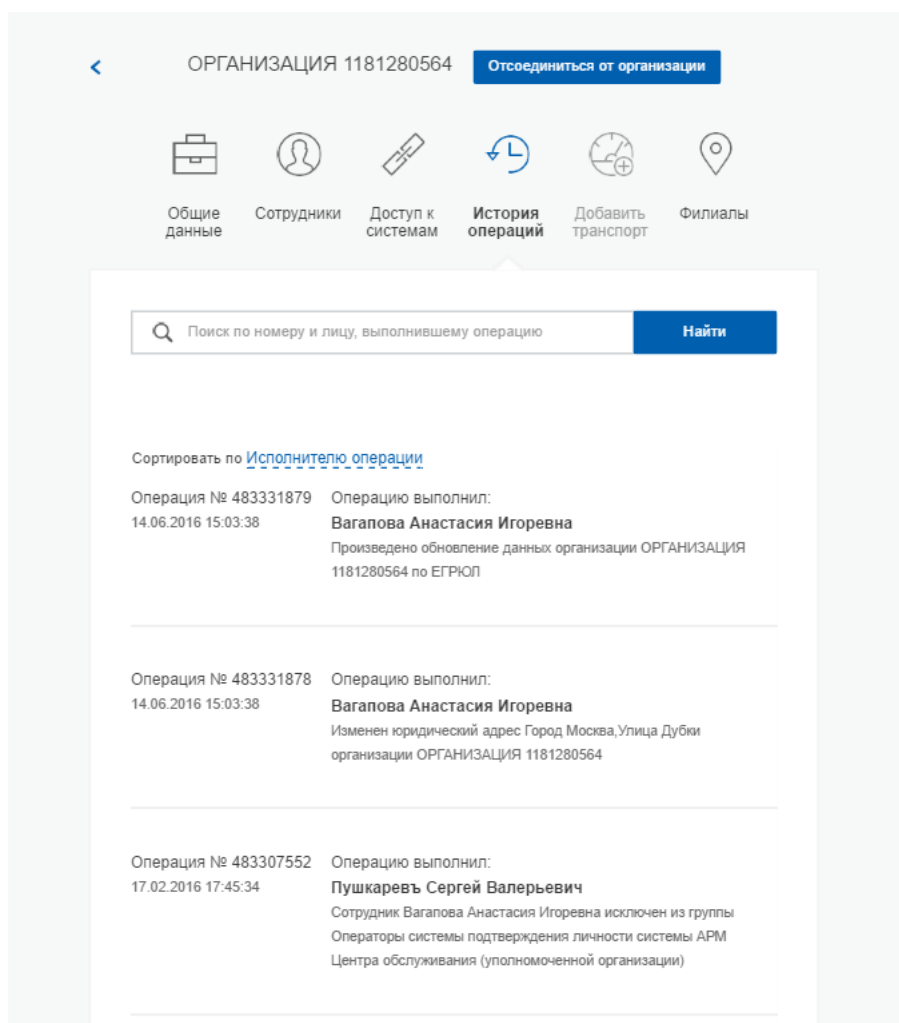 ОРГАНИЗАЦИЯ 1181280564
Отсоединиться от организации
Общие данные
Сотрудники
Доступ к системам
История операций
Добавить транспорт
Филиалы
Поиск по номеру и лицу, выполнившему операцию
Найти
Сортировать по Исполнителю операции
Операция № 483331879
14.06.2016 15:03:38
Операцию выполнил:
Вагапова Анастасия Игоревна
Произведено обновление данных организации ОРГАНИЗАЦИЯ
1181280564 по ЕГРЮЛ
Операция № 483331878
14.06.2016 15:03:38
Операцию выполнил:
Вагапова Анастасия Игоревна
Изменен юридический адрес Город Москва,Улица Дубки
организации ОРГАНИЗАЦИЯ 1181280564
Операция № 483307552
17.02.2016 17:45:34
Операцию выполнил:
Пушкаревъ Сергей Валерьевич
Сотрудник Вагапова Анастасия Игоревна исключен из группы
Операторы системы подтверждения личности системы АРМ
Центра обслуживания (уполномоченной организации)